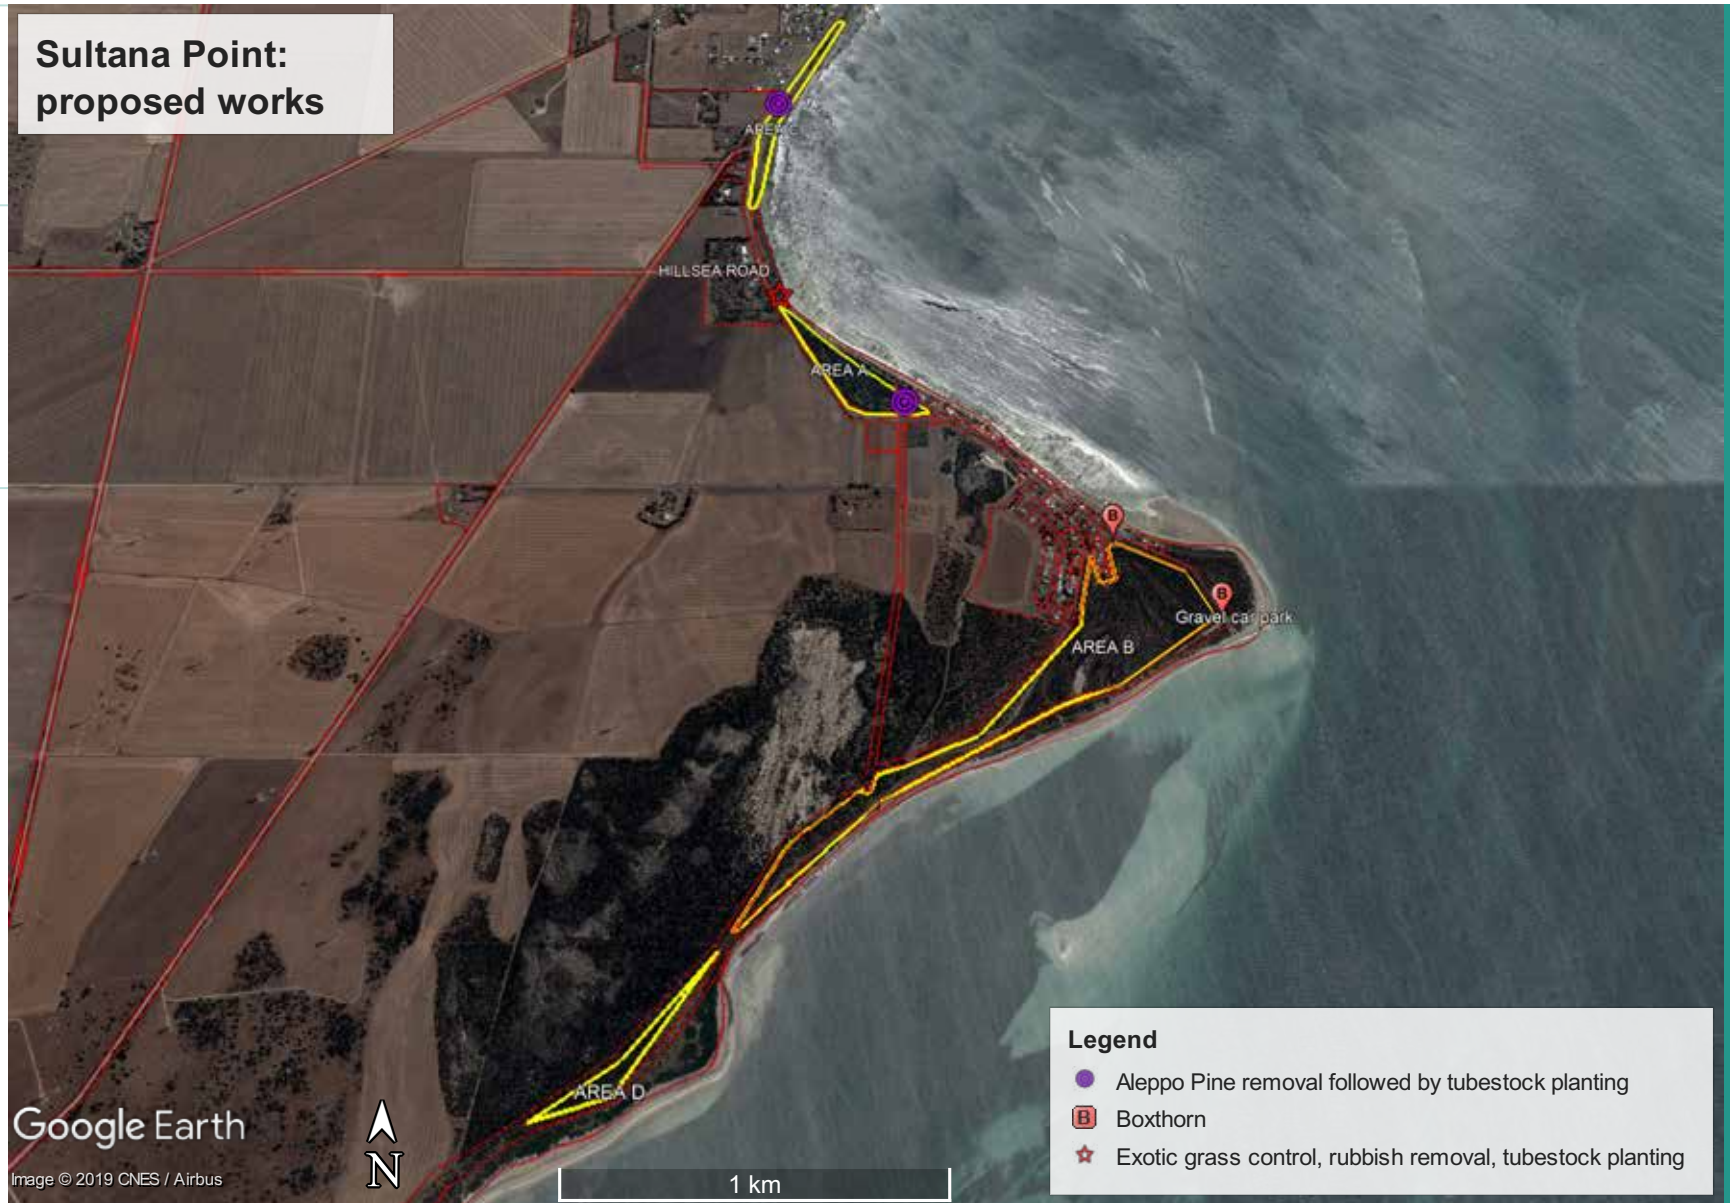 Sultana Point:
proposed works
AREA C
HILLSEA ROAD
AREA A
B
B
Gravel car park
AREA B
AREA D
Legend
Aleppo Pine removal followed by tubestock planting
B Boxthorn
Exotic grass control, rubbish removal, tubestock planting
Google Earth
N
Image © 2019 CNES / Airbus
1 km